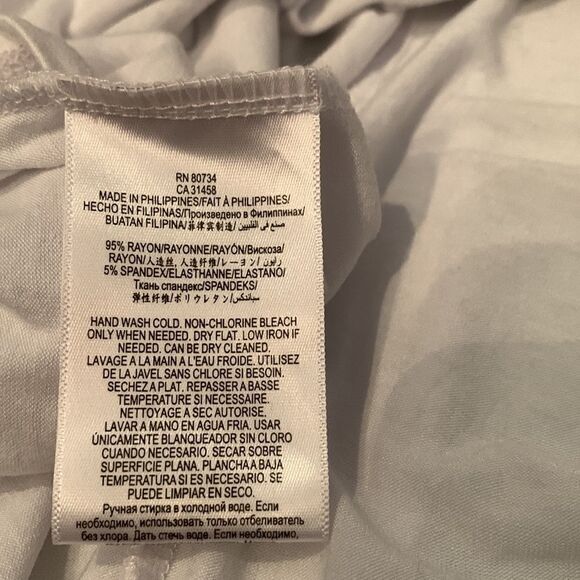 RN 80734
CA 31458
MADE IN PHILIPPINES/FAIT À PHILIPPINES/
HECHO EN FILIPINAS/Произведено в Филиппинах/
BUATAN FILIPINA/菲律宾制造/صنع في الفلبين/
95% RAYON/RAYONNE/RAYÓN/Вискоза/
RAYON/人造丝, 人造纤维/レーヨン/رايون/
5% SPANDEX/ELASTHANNE/ELASTANO/
Ткань спандекс/SPANDEKS/
弹性纤维/ポリウレタン/سباندكس
HAND WASH COLD. NON-CHLORINE BLEACH
ONLY WHEN NEEDED. DRY FLAT. LOW IRON IF
NEEDED. CAN BE DRY CLEANED.
LAVAGE A LA MAIN A L'EAU FROIDE. UTILISEZ
DE LA JAVEL SANS CHLORE SI BESOIN.
SECHEZ A PLAT. REPASSER A BASSE
TEMPERATURE SI NECESSAIRE.
NETTOYAGE A SEC AUTORISE.
LAVAR A MANO EN AGUA FRIA. USAR
ÚNICAMENTE BLANQUEADOR SIN CLORO
CUANDO NECESARIO. SECAR SOBRE
SUPERFICIE PLANA. PLANCHA A BAJA
TEMPERATURA SI ES NECESARIO. SE
PUEDE LIMPIAR EN SECO.
Ручная стирка в холодной воде. Если
необходимо, использовать только отбеливатель
без хлора. Дать стечь воде. Если необходимо,